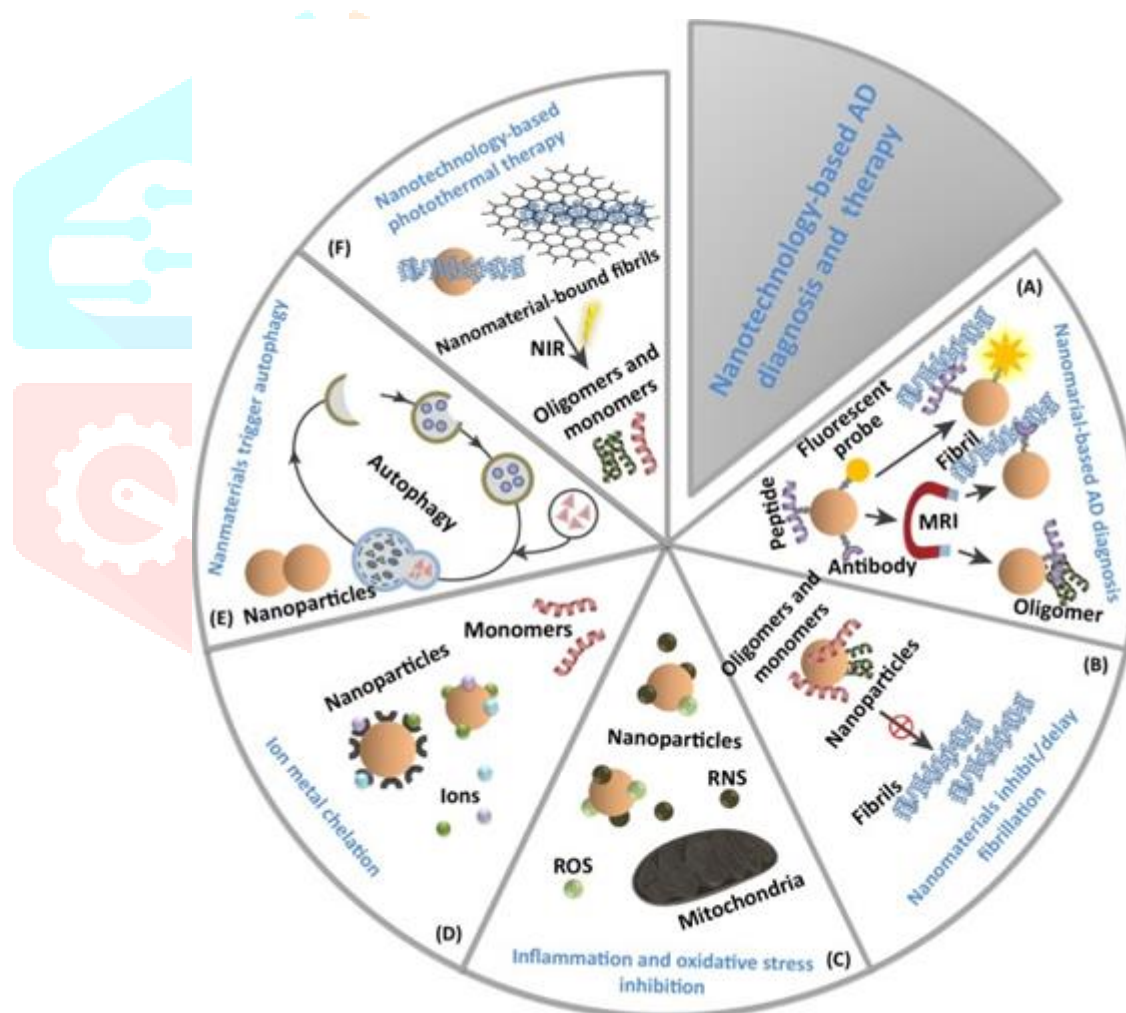 Nanotechnology-based AD
diagnosis and therapy
(A)
Nanomarial-based AD diagnosis
Fluorescent
probe
Fibril
Peptide
MRI
Antibody
Oligomer
(B)
Oligomers and
monomers
Nanoparticles
Fibrils
Nanomaterials inhibit/delay
fibrillation
(C)
Nanoparticles
RNS
ROS
Mitochondria
Inflammation and oxidative stress
inhibition
(D)
Monomers
Nanoparticles
Ions
Ion metal chelation
(E)
Nanmaterials trigger autophagy
Autophagy
Nanoparticles
(F)
Nanotechnology-based
photothermal therapy
Nanomaterial-bound fibrils
NIR
Oligomers and
monomers